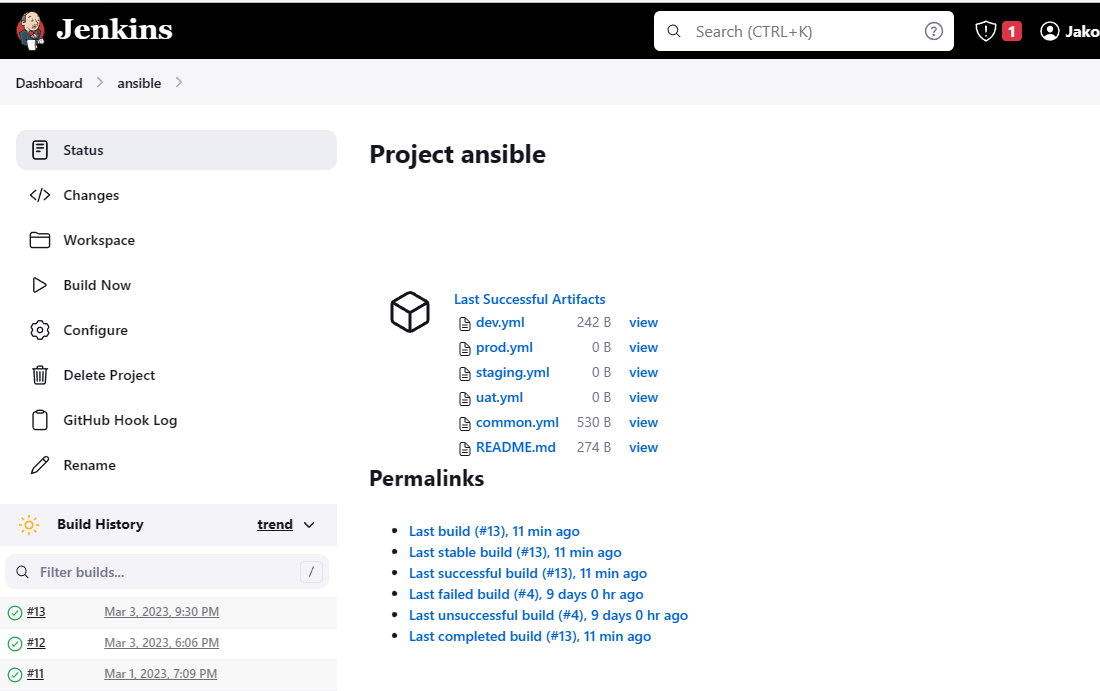 Jenkins
Search (CTRL+K)
?
1
Jako
Dashboard
ansible
Status
Changes
Workspace
Build Now
Configure
Delete Project
GitHub Hook Log
Rename
Build History
trend
Filter builds...
/
#13 Mar 3, 2023, 9:30 PM
#12 Mar 3, 2023, 6:06 PM
#11 Mar 1, 2023, 7:09 PM
Project ansible
Last Successful Artifacts
dev.yml 242 B view
prod.yml 0 B view
staging.yml 0 B view
uat.yml 0 B view
common.yml 530 B view
README.md 274 B view
Permalinks
Last build (#13), 11 min ago
Last stable build (#13), 11 min ago
Last successful build (#13), 11 min ago
Last failed build (#4), 9 days 0 hr ago
Last unsuccessful build (#4), 9 days 0 hr ago
Last completed build (#13), 11 min ago